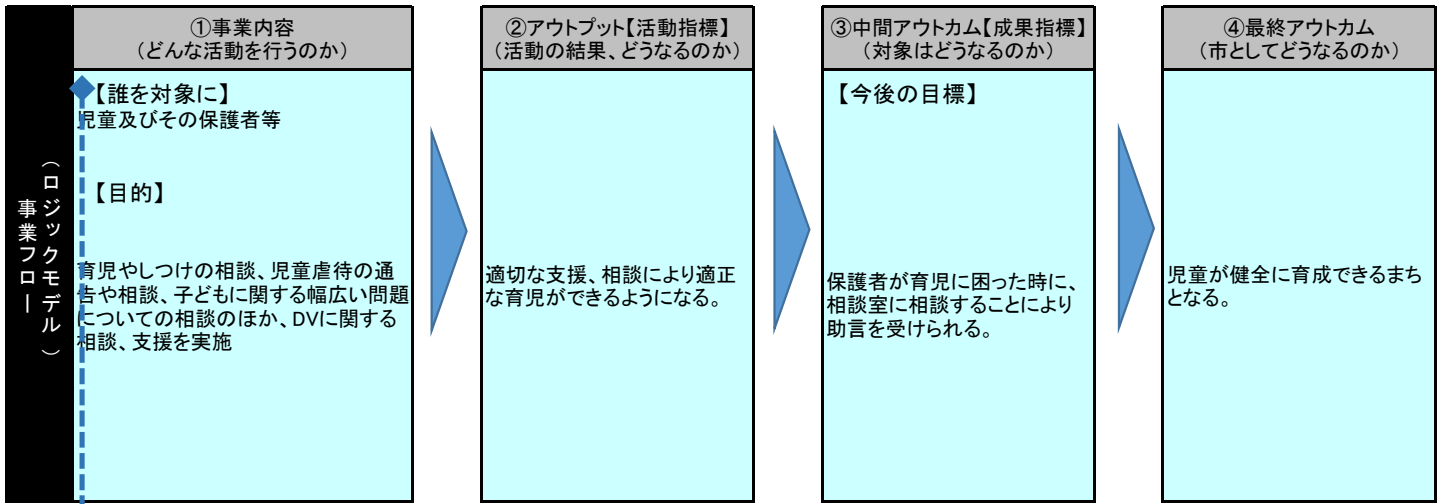 事業フロー
（ロジックモデル）
①事業内容
（どんな活動を行うのか）
【誰を対象に】
児童及びその保護者等
【目的】
育児やしつけの相談、児童虐待の通
告や相談、子どもに関する幅広い問題
についての相談のほか、DVに関する
相談、支援を実施
②アウトプット【活動指標】
（活動の結果、どうなるのか）
適切な支援、相談により適正
な育児ができるようになる。
③中間アウトカム【成果指標】
（対象はどうなるのか）
【今後の目標】
保護者が育児に困った時に、
相談室に相談することにより
助言を受けられる。
④最終アウトカム
（市としてどうなるのか）
児童が健全に育成できるまち
となる。